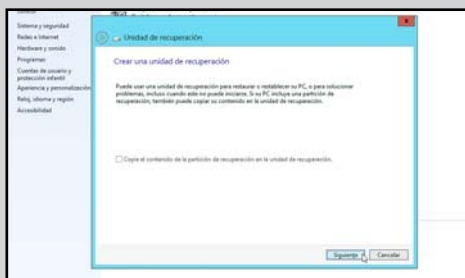 Sistema y seguridad
Redes e Internet
Hardware y sonido
Programas
Cuentas de usuario y
protección infantil
Apariencia y personalización
Reloj, idioma y región
Accesibilidad
Unidad de recuperación
Crear una unidad de recuperación
Puede usar una unidad de recuperación para restaurar o restablecer su PC, o para solucionar
problemas, incluso cuando este no puede iniciarse. Si su PC incluye una partición de
recuperación, también puede copiar su contenido en la unidad de recuperación.
Copie el contenido de la partición de recuperación en la unidad de recuperación.
Siguiente
Cancelar